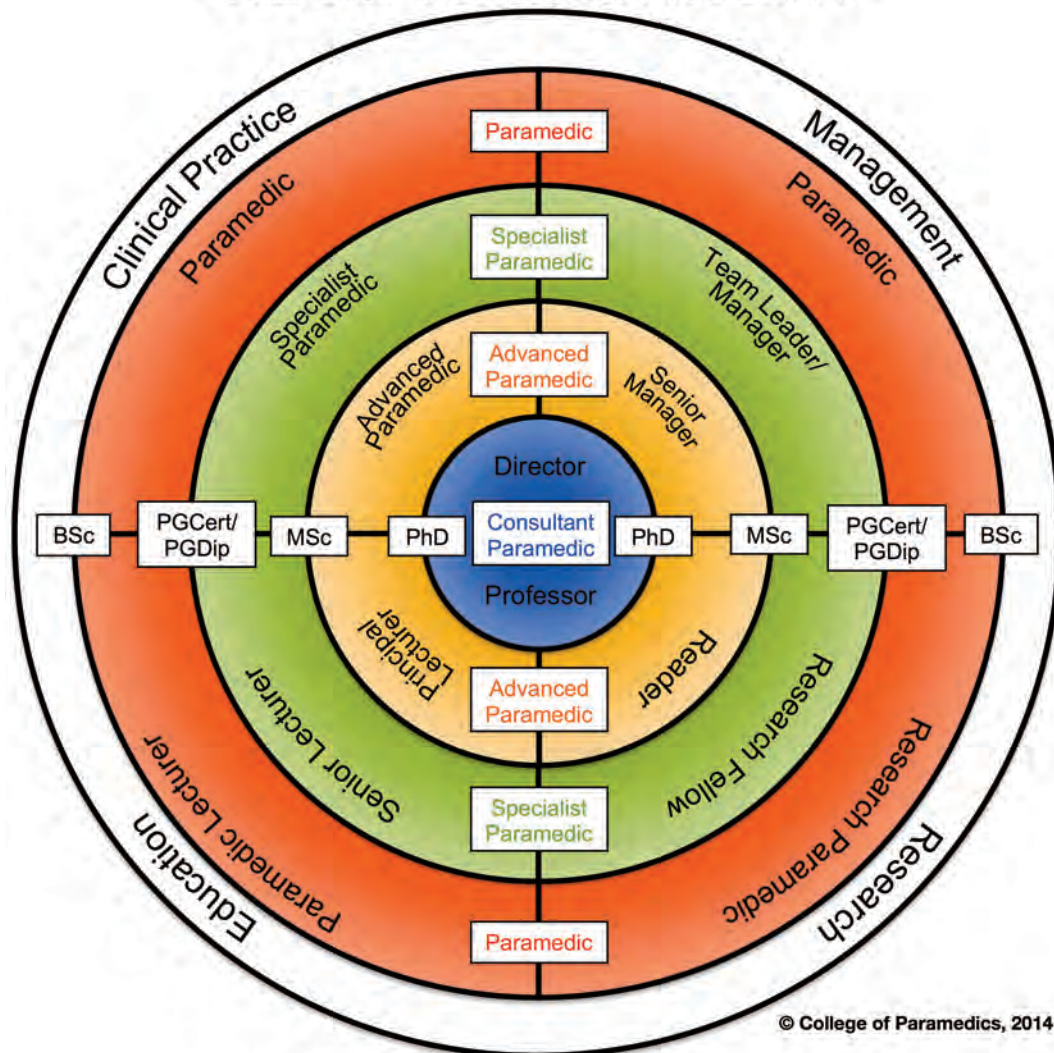 Clinical Practice
Management
Paramedic
Paramedic
Paramedic
Specialist
Paramedic
Specialist
Paramedic
Team Leader/
Manager
Advanced
Paramedic
Advanced
Paramedic
Senior
Manager
Director
BSc
PGCert/
PGDip
MSc
PhD
Consultant
Paramedic
PhD
MSc
PGCert/
PGDip
BSc
Professor
Principal
Lecturer
Advanced
Paramedic
Reader
Senior Lecturer
Specialist
Paramedic
Research Fellow
Paramedic Lecturer
Paramedic
Research Paramedic
Education
Research
© College of Paramedics, 2014